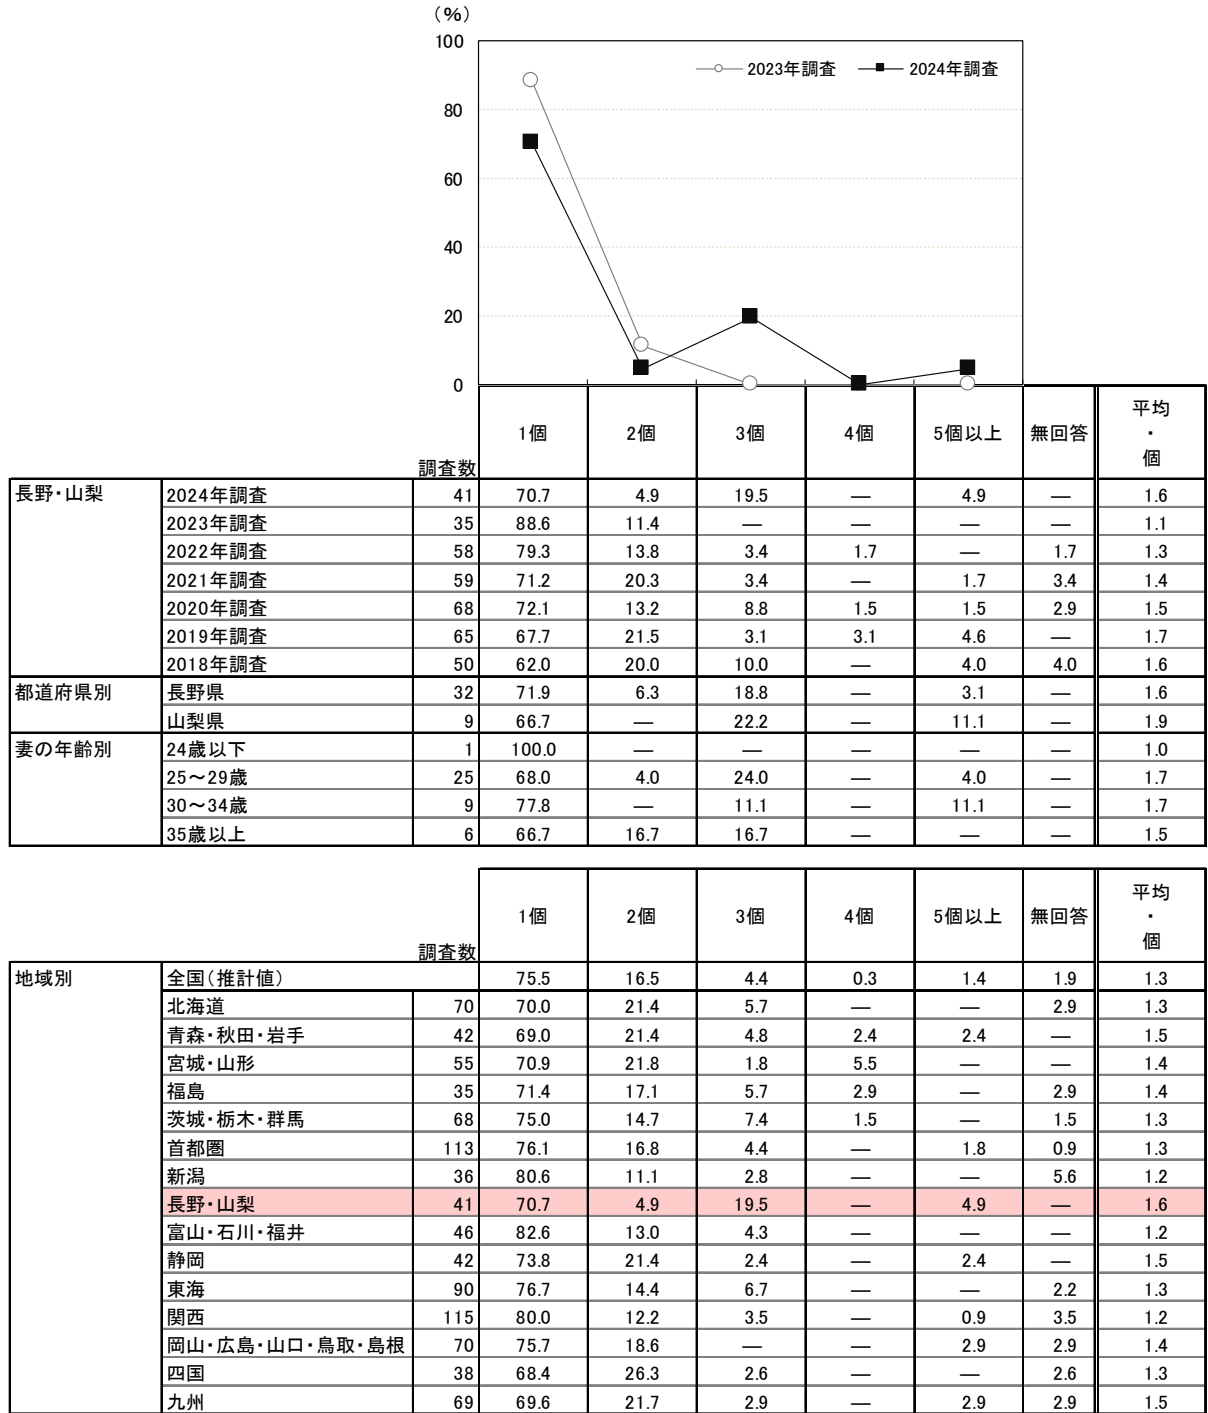 (%)
100
2023年調査 2024年調査
80
60
40
20
0
調査数 1個 2個 3個 4個 5個以上 無回答 平均・個
長野・山梨 2024年調査 41 70.7 4.9 19.5 — 4.9 — 1.6
2023年調査 35 88.6 11.4 — — — — 1.1
2022年調査 58 79.3 13.8 3.4 1.7 — 1.7 1.3
2021年調査 59 71.2 20.3 3.4 — 1.7 3.4 1.4
2020年調査 68 72.1 13.2 8.8 1.5 1.5 2.9 1.5
2019年調査 65 67.7 21.5 3.1 3.1 4.6 — 1.7
2018年調査 50 62.0 20.0 10.0 — 4.0 4.0 1.6
都道府県別 長野県 32 71.9 6.3 18.8 — 3.1 — 1.6
山梨県 9 66.7 — 22.2 — 11.1 — 1.9
妻の年齢別 24歳以下 1 100.0 — — — — — 1.0
25～29歳 25 68.0 4.0 24.0 — 4.0 — 1.7
30～34歳 9 77.8 — 11.1 — 11.1 — 1.7
35歳以上 6 66.7 16.7 16.7 — — — 1.5
調査数 1個 2個 3個 4個 5個以上 無回答 平均・個
地域別 全国(推計値) 75.5 16.5 4.4 0.3 1.4 1.9 1.3
北海道 70 70.0 21.4 5.7 — — 2.9 1.3
青森・秋田・岩手 42 69.0 21.4 4.8 2.4 2.4 — 1.5
宮城・山形 55 70.9 21.8 1.8 5.5 — — 1.4
福島 35 71.4 17.1 5.7 2.9 — 2.9 1.4
茨城・栃木・群馬 68 75.0 14.7 7.4 1.5 — 1.5 1.3
首都圏 113 76.1 16.8 4.4 — 1.8 0.9 1.3
新潟 36 80.6 11.1 2.8 — — 5.6 1.2
長野・山梨 41 70.7 4.9 19.5 — 4.9 — 1.6
富山・石川・福井 46 82.6 13.0 4.3 — — — 1.2
静岡 42 73.8 21.4 2.4 — 2.4 — 1.5
東海 90 76.7 14.4 6.7 — — 2.2 1.3
関西 115 80.0 12.2 3.5 — 0.9 3.5 1.2
岡山・広島・山口・鳥取・島根 70 75.7 18.6 — — 2.9 2.9 1.4
四国 38 68.4 26.3 2.6 — — 2.6 1.3
九州 69 69.6 21.7 2.9 — 2.9 2.9 1.5